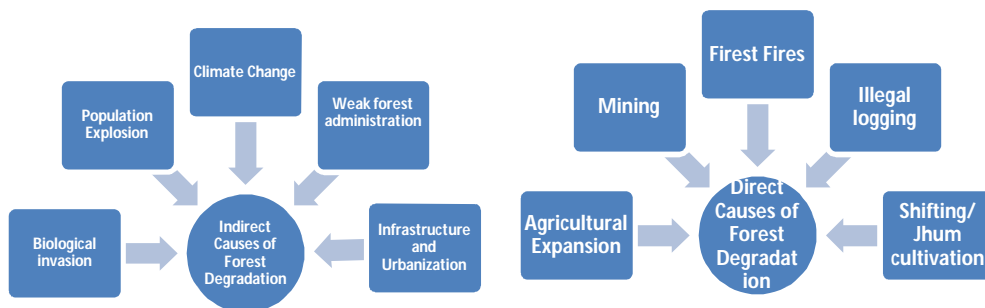 Climate Change
Population
Explosion
Weak forest
administration
Biological
invasion
Indirect
Causes of
Forest
Degradation
Infrastructure
and
Urbanization
Firest Fires
Mining
Illegal
logging
Agricultural
Expansion
Direct
Causes of
Forest
Degradat
ion
Shifting/
Jhum
cultivation